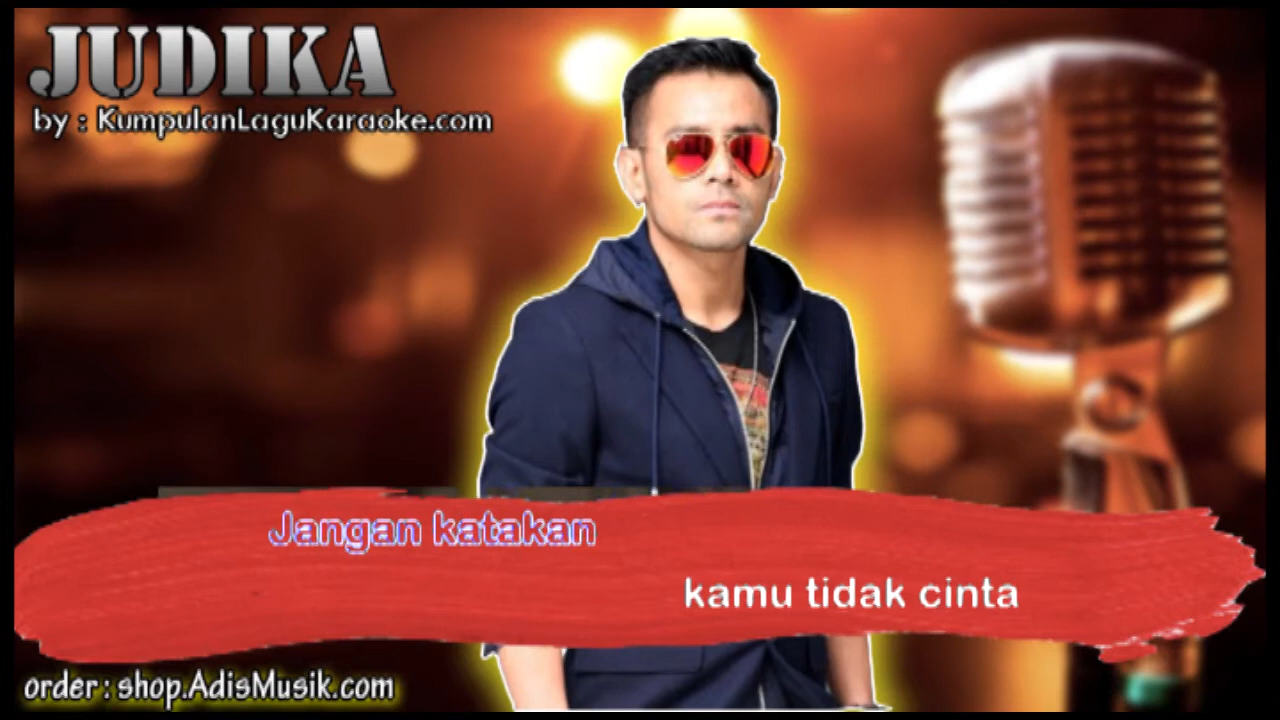 JUDIKA
by : KumpulanLaguKaraoke.com
Jangan katakan
kamu tidak cinta
order : shop.AdisMusik.com